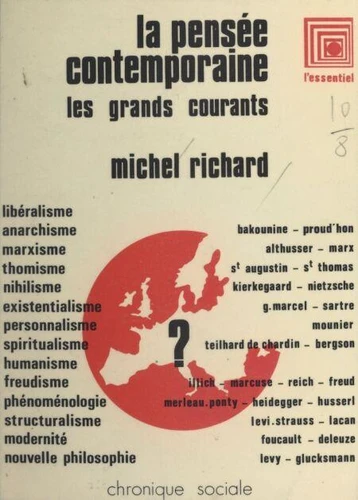 la pensée
contemporaine
les grands courants
l'essentiel
10/8
michel richard
libéralisme
anarchisme bakounine - proud'hon
marxisme althusser - marx
thomisme st augustin - st thomas
nihilisme kierkegaard - nietzsche
existentialisme g.marcel - sartre
personnalisme mounier
spiritualisme teilhard de chardin - bergson
humanisme
?
freudisme illich - marcuse - reich - freud
phénoménologie merleau.ponty - heidegger - husserl
structuralisme levi.strauss - lacan
modernité foucault - deleuze
nouvelle philosophie levy - glucksmann
chronique sociale